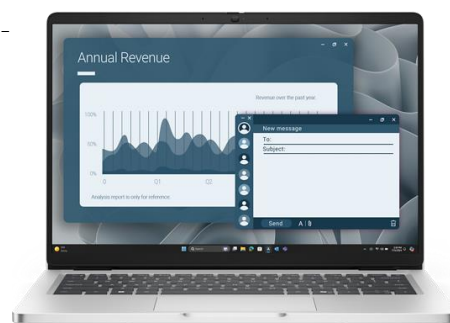 Annual Revenue
Revenue over the past year.
100%
50%
0%
0
Q1
Q2
Analysis report is only for reference.
New message
To:
Subject:
Send